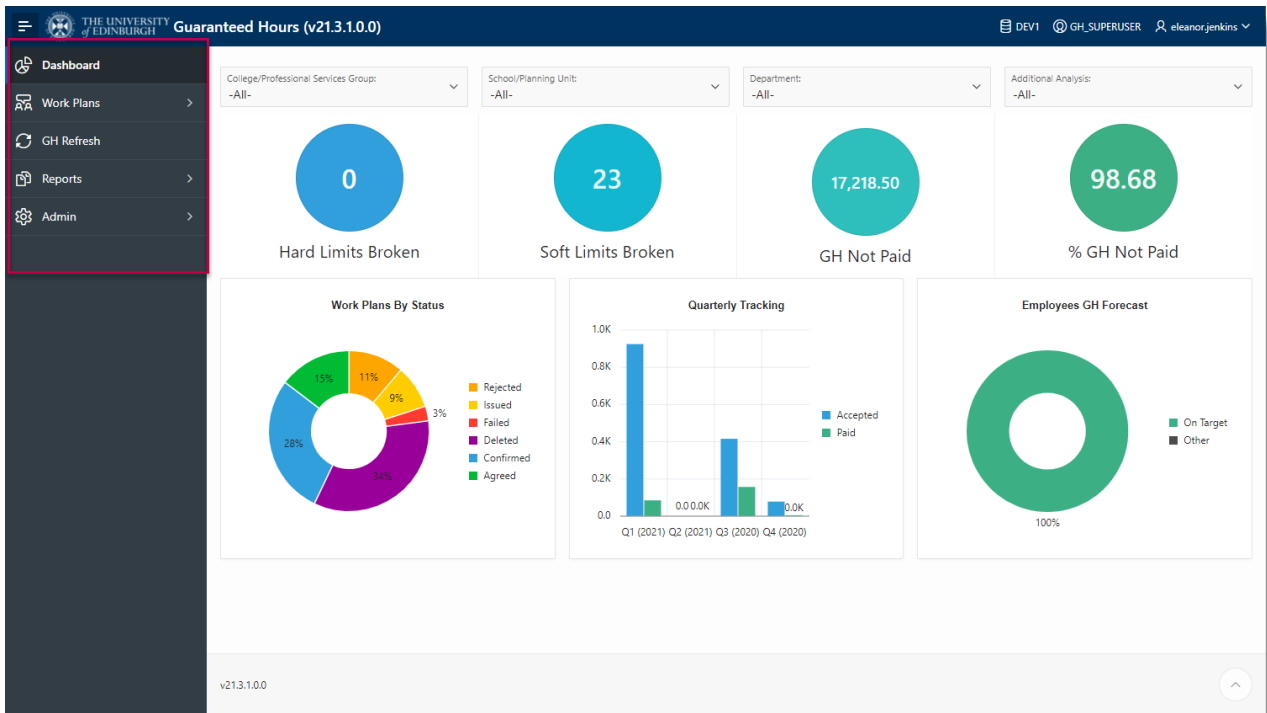 THE UNIVERSITY
of EDINBURGH
Guaranteed Hours (v21.3.1.0.0)
DEV1
GH_SUPERUSER
eleanor.jenkins
Dashboard
Work Plans
GH Refresh
Reports
Admin
College/Professional Services Group:
-All-
School/Planning Unit:
-All-
Department:
-All-
Additional Analysis:
-All-
0
Hard Limits Broken
23
Soft Limits Broken
17,218.50
GH Not Paid
98.68
% GH Not Paid
Work Plans By Status
15%
11%
9%
3%
28%
34%
Rejected
Issued
Failed
Deleted
Confirmed
Agreed
Quarterly Tracking
1.0K
0.8K
0.6K
0.4K
0.2K
0.0
0.0 0.0K
0.0K
Q1 (2021) Q2 (2021) Q3 (2020) Q4 (2020)
Accepted
Paid
Employees GH Forecast
100%
On Target
Other
v21.3.1.0.0